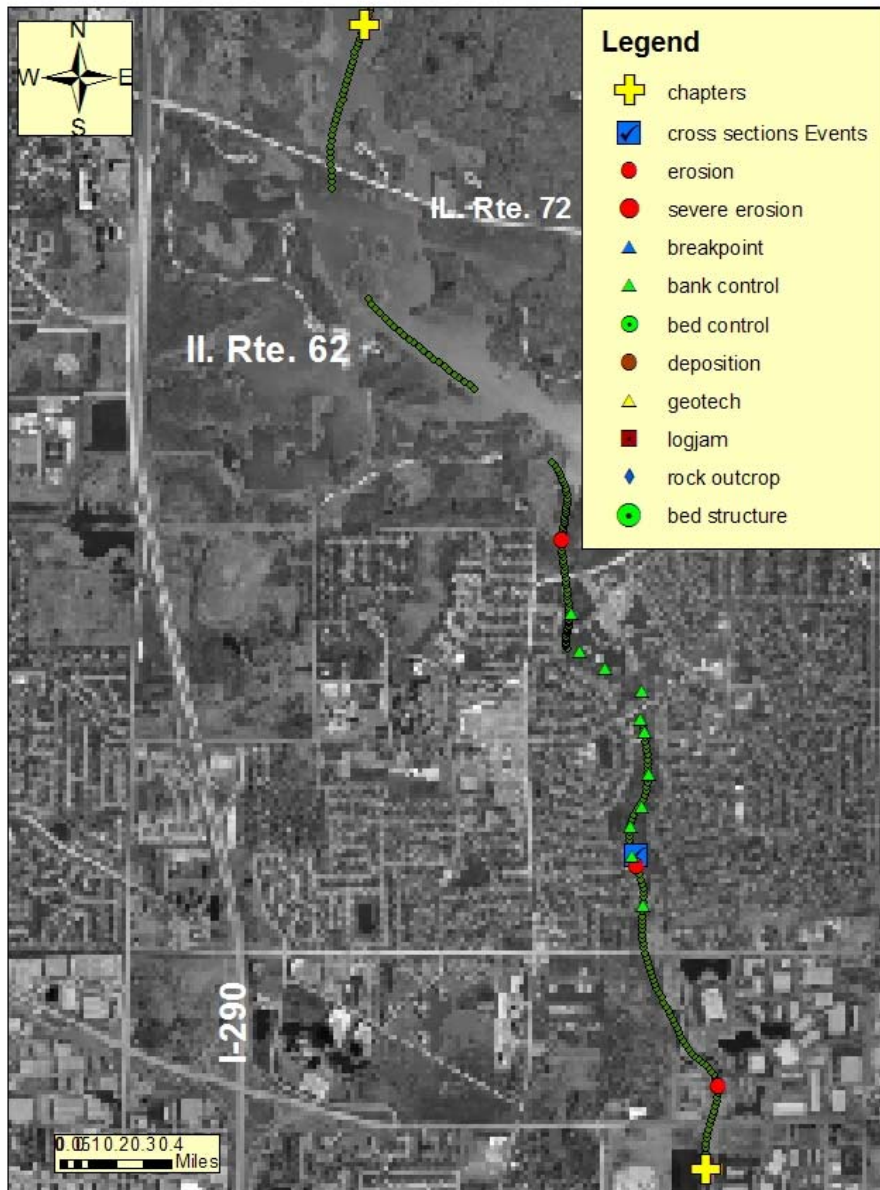 N
W E
S
Legend
chapters
cross sections Events
erosion
severe erosion
breakpoint
bank control
bed control
deposition
geotech
logjam
rock outcrop
bed structure
IL. Rte. 72
Il. Rte. 62
I-290
Miles